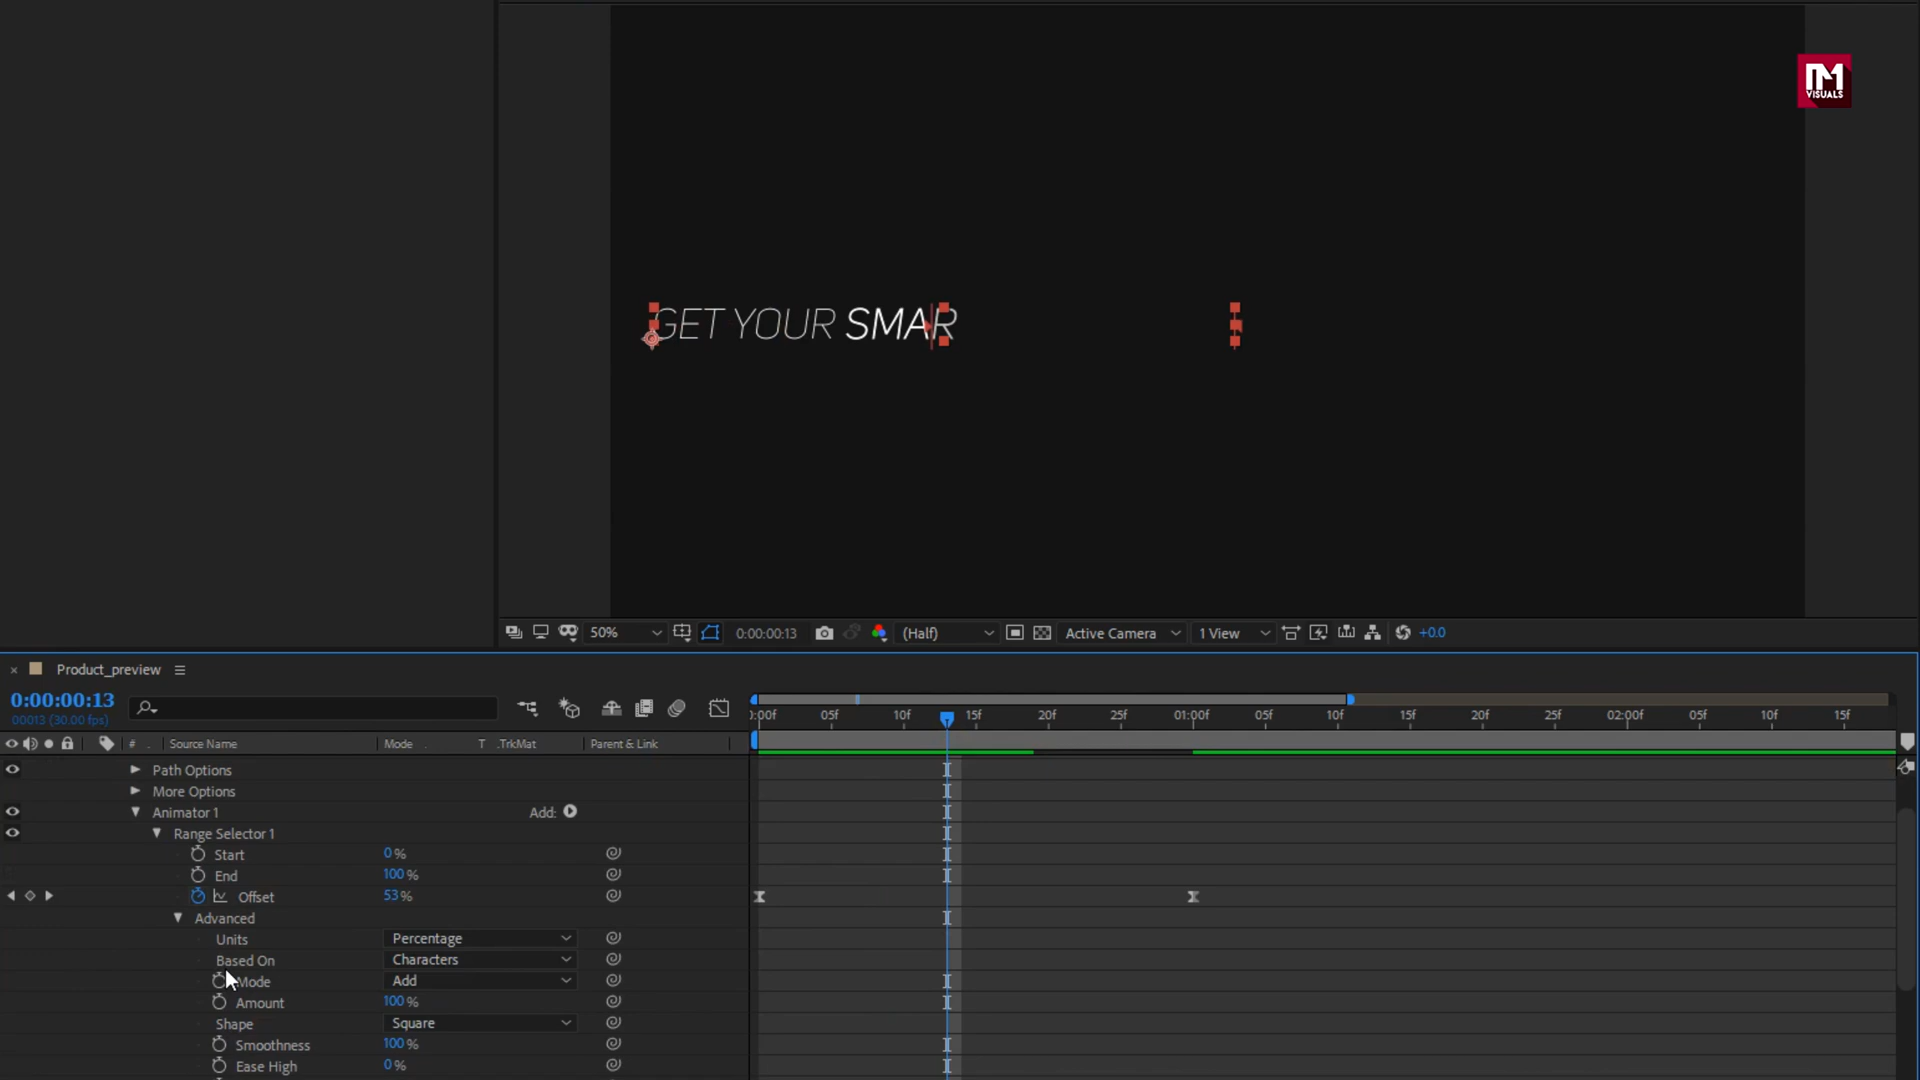 VISUALS
GET YOUR SMAR
50%
0:00:00:13
(Half)
Active Camera
1 View
+0.0
Product_preview
0:00:00:13
00013 (30.00 fps)
):00f 05f 10f 15f 20f 25f 01:00f 05f 10f 15f 20f 25f 02:00f 05f 10f 15f
# . Source Name Mode . T .TrkMat Parent & Link
Path Options
More Options
Animator 1 Add:
Range Selector 1
Start 0%
End 100%
Offset 53%
Advanced
Units Percentage
Based On Characters
Mode Add
Amount 100%
Shape Square
Smoothness 100%
Ease High 0%